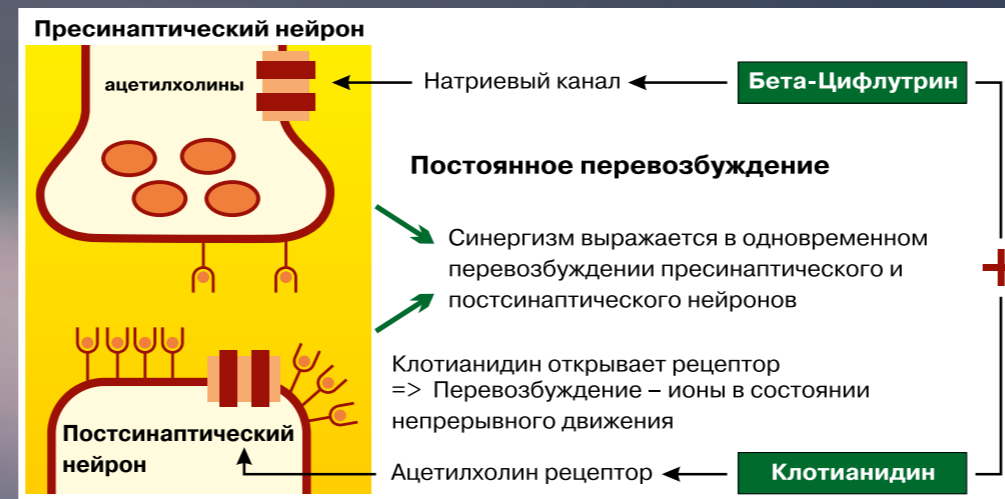 Пресинаптический нейрон
ацетилхолины
Натриевый канал
Бета-Цифлутрин
Постоянное перевозбуждение
Синергизм выражается в одновременном
перевозбуждении пресинаптического и
постсинаптического нейронов
+
Клотианидин открывает рецептор
=> Перевозбуждение – ионы в состоянии
непрерывного движения
Постсинаптический
нейрон
Ацетилхолин рецептор
Клотианидин